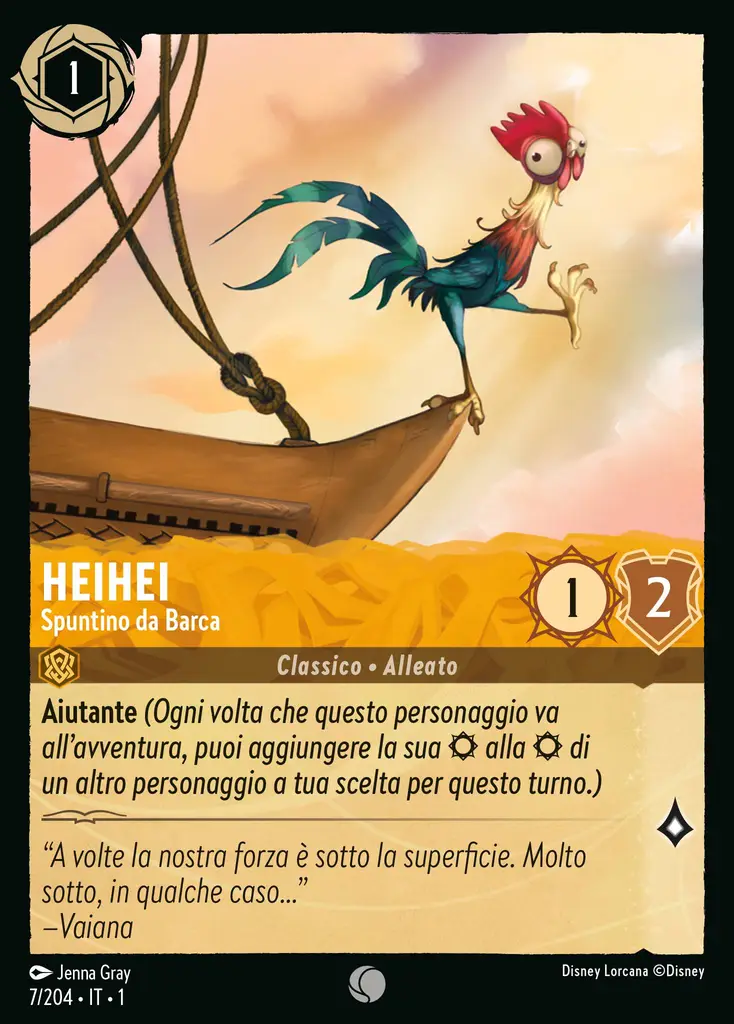 1
HEIHEI
Spuntino da Barca
1
2
Classico • Alleato
Aiutante (Ogni volta che questo personaggio va
all'avventura, puoi aggiungere la sua alla di
un altro personaggio a tua scelta per questo turno.)
“A volte la nostra forza è sotto la superficie. Molto
sotto, in qualche caso...”
–Vaiana
Jenna Gray
Disney Lorcana ©Disney
7/204 • IT • 1